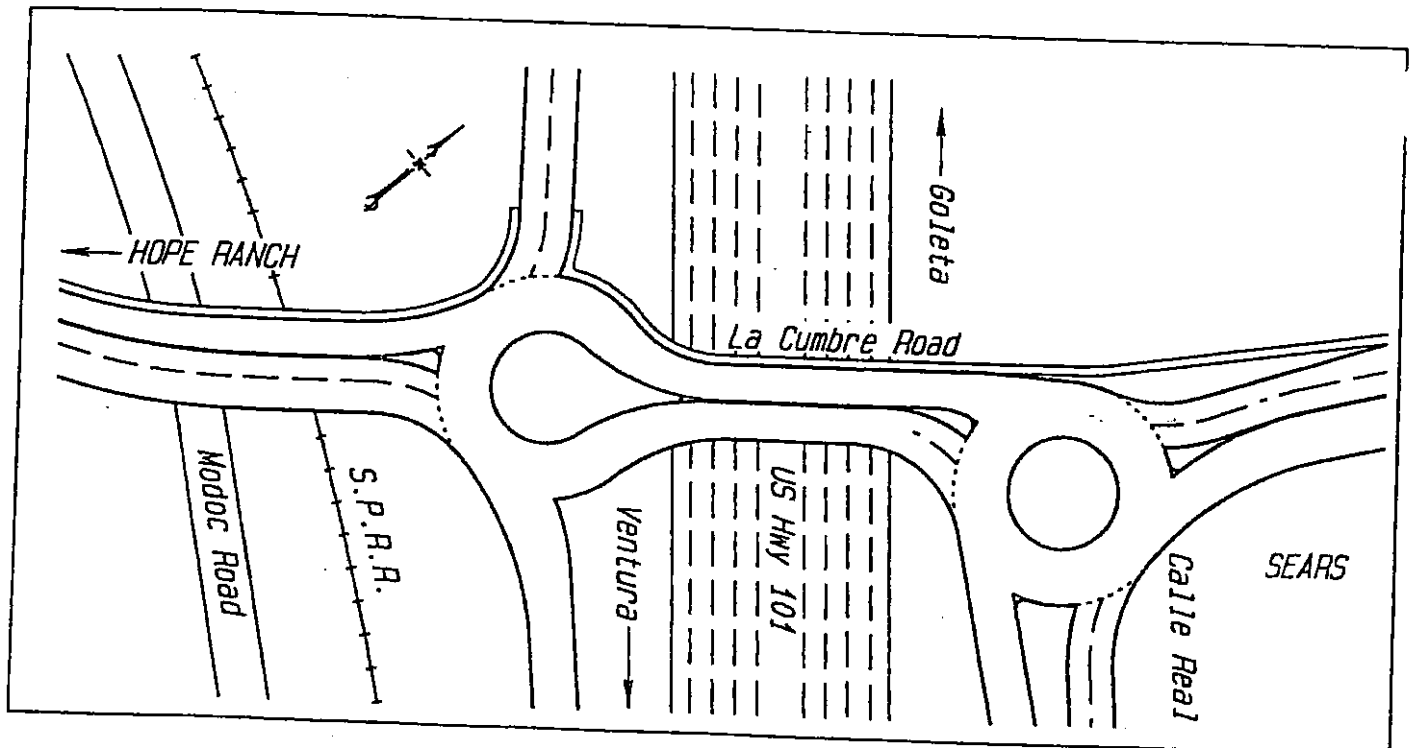 HOPE RANCH
Goleta
La Cumbre Road
Modoc Road
S.P.R.R.
Ventura
US Hwy 101
Calle Real
SEARS